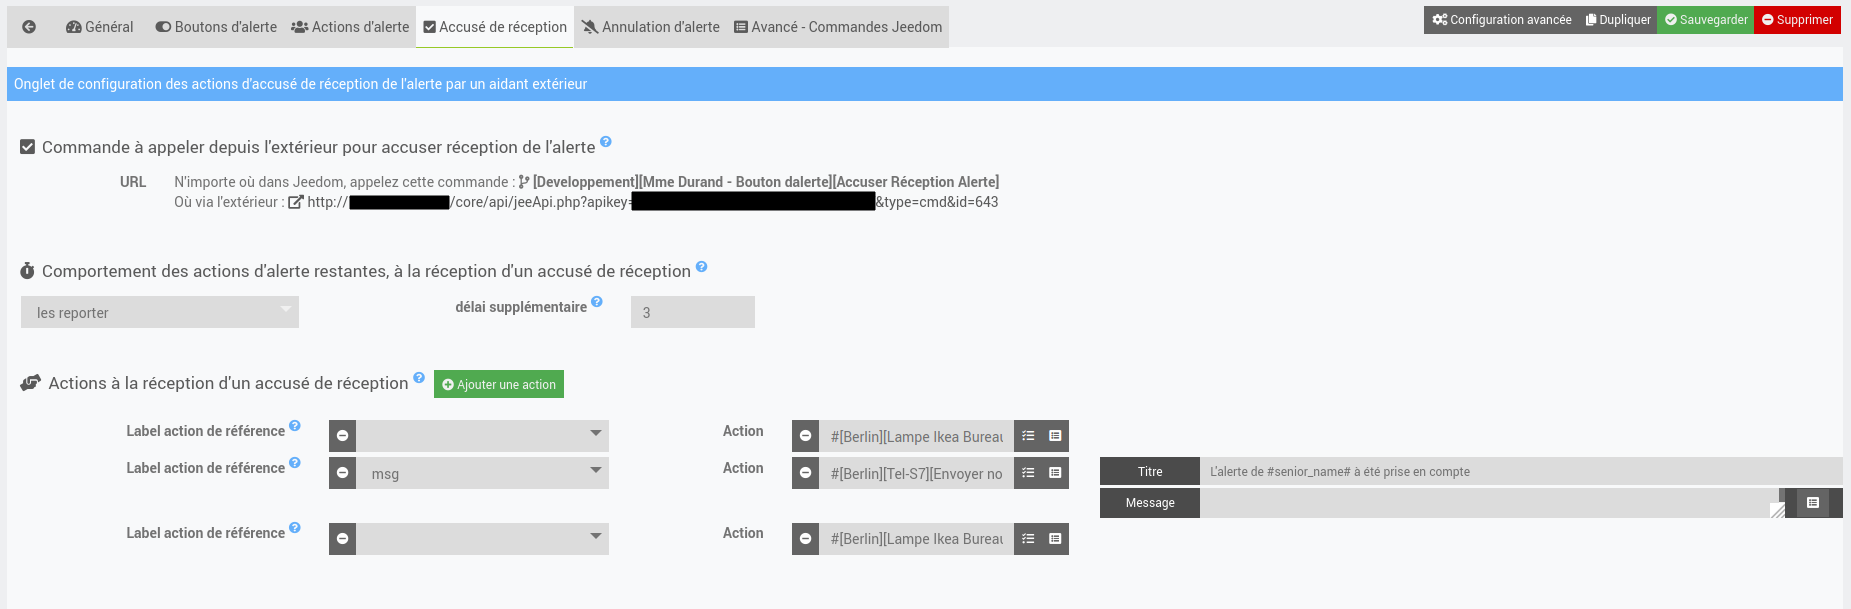 Général Boutons d'alerte Actions d'alerte Accusé de réception Annulation d'alerte Avancé - Commandes Jeedom Configuration avancée Dupliquer Sauvegarder Supprimer
Onglet de configuration des actions d'accusé de réception de l'alerte par un aidant extérieur
Commande à appeler depuis l'extérieur pour accuser réception de l'alerte ?
URL N'importe où dans Jeedom, appelez cette commande : [Developpement][Mme Durand - Bouton dalerte][Accuser Réception Alerte]
Où via l'extérieur : http:// /core/api/jeeApi.php?apikey= &type=cmd&id=643
Comportement des actions d'alerte restantes, à la réception d'un accusé de réception ?
les reporter délai supplémentaire ? 3
Actions à la réception d'un accusé de réception ? Ajouter une action
Label action de référence ? Action #[Berlin][Lampe Ikea Bureau
Label action de référence ? msg Action #[Berlin][Tel-S7][Envoyer no Titre L'alerte de #senior_name# à été prise en compte
Message
Label action de référence ? Action #[Berlin][Lampe Ikea Bureau